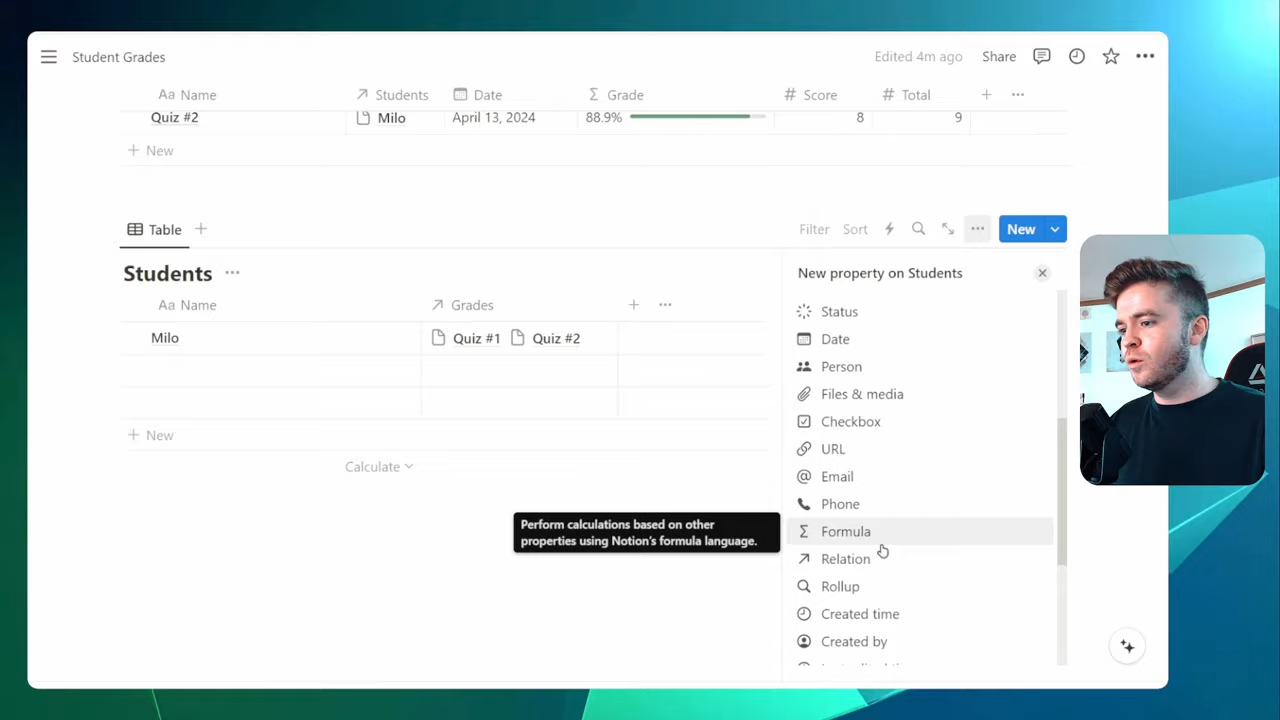 Student Grades
Edited 4m ago Share
Aa Name Students Date Σ Grade # Score # Total + •••
Quiz #2 Milo April 13, 2024 88.9% 8 9
+ New
Table + Filter Sort ••• New
Students •••
New property on Students
Aa Name Grades + •••
Status
Milo Quiz #1 Quiz #2
Date
Person
Files & media
Checkbox
+ New
URL
Calculate
@ Email
Phone
Perform calculations based on other
properties using Notion's formula language.
Σ Formula
Relation
Rollup
Created time
Created by